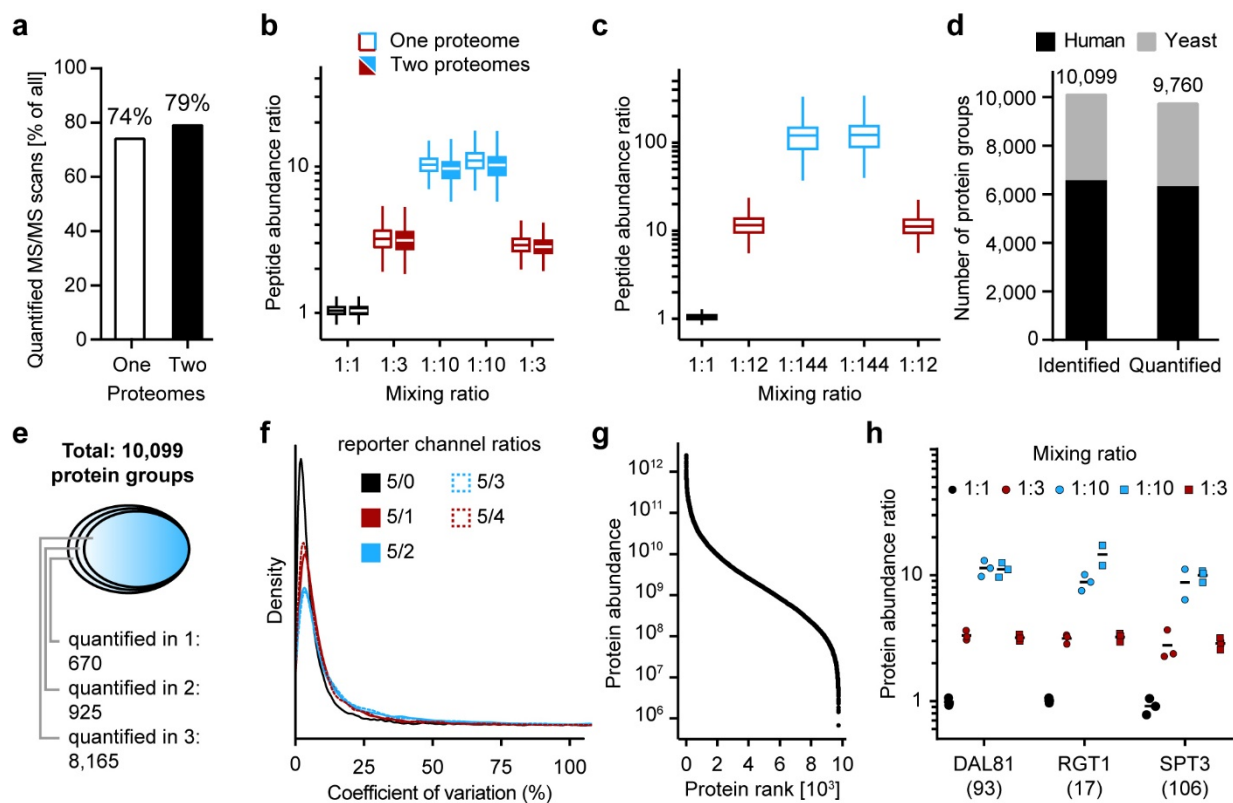 a
Quantified MS/MS scans [% of all]
100
80
60
40
20
0
74%
79%
One
Two
Proteomes
b
One proteome
Two proteomes
Peptide abundance ratio
10
1
1:1
1:3
1:10
1:10
1:3
Mixing ratio
c
Peptide abundance ratio
100
10
1
1:1
1:12
1:144
1:144
1:12
Mixing ratio
d
Human
Yeast
Number of protein groups
10,000
8,000
6,000
4,000
2,000
0
10,099
9,760
Identified
Quantified
e
Total: 10,099
protein groups
quantified in 1:
670
quantified in 2:
925
quantified in 3:
8,165
f
reporter channel ratios
5/0
5/3
5/1
5/4
5/2
Density
0
25
50
75
100
Coefficient of variation (%)
g
Protein abundance
10¹²
10¹¹
10¹⁰
10⁹
10⁸
10⁷
10⁶
0
2
4
6
8
10
Protein rank [10³]
h
Mixing ratio
1:1
1:3
1:10
1:10
1:3
Protein abundance ratio
10
1
DAL81
(93)
RGT1
(17)
SPT3
(106)